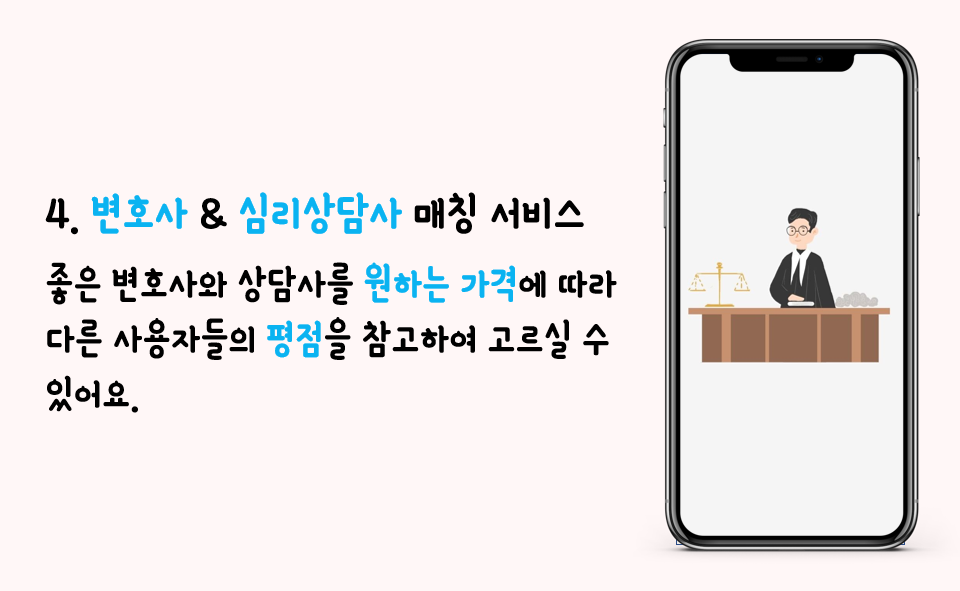 4. 변호사 & 심리상담사 매칭 서비스
좋은 변호사와 상담사를 원하는 가격에 따라
다른 사용자들의 평점을 참고하여 고르실 수
있어요.